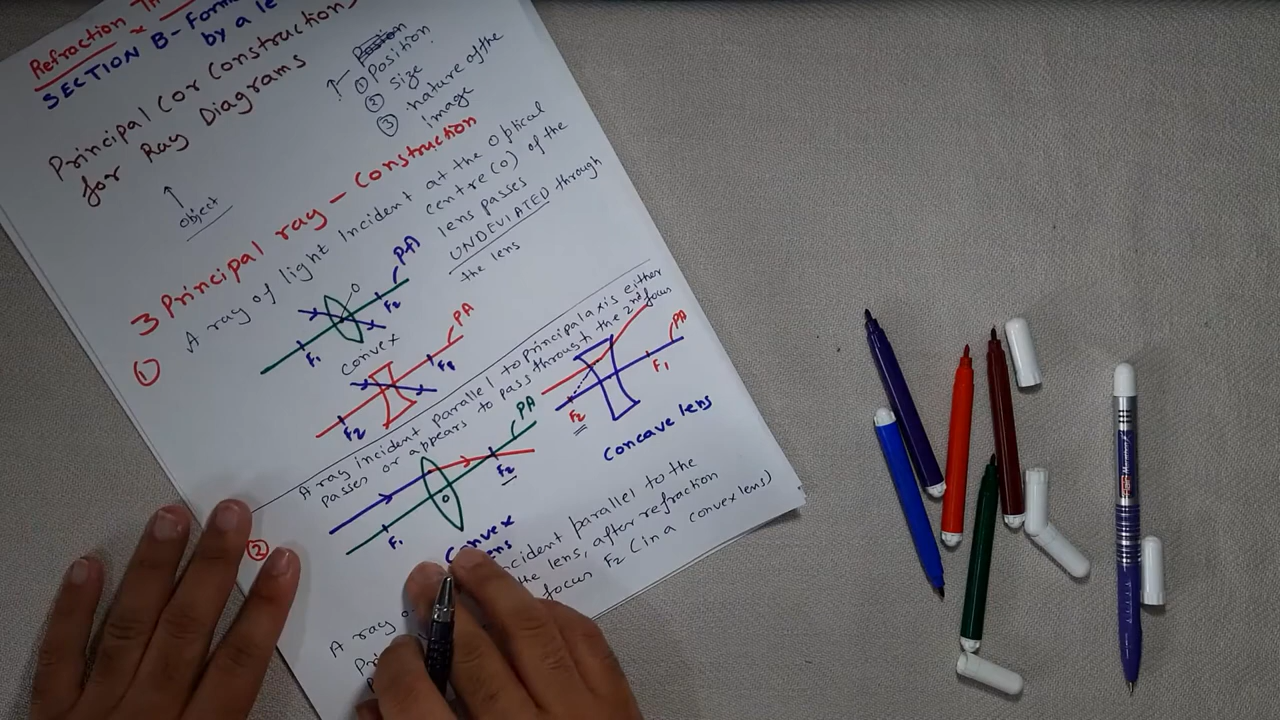 Refraction Th
SECTION B- Forma
by a le
Principal (or Construction)
for Ray Diagrams
object
① Position
② size
③ nature of the
image
3 Principal ray - Construction
① A ray of light Incident at the optical
centre (o) of the
lens passes
UNDEVIATED through
the lens
O
PA
F2
F1
convex
PA
F2
A ray incident parallel to Principal axis either
passes or appears to pass through the 2nd focus
②
PA
F2
O
F1
Convex
ens
PA
F1
F2
Concave lens
A ray o
incident parallel to the
the lens, after refraction
focus F2 (in a convex lens)